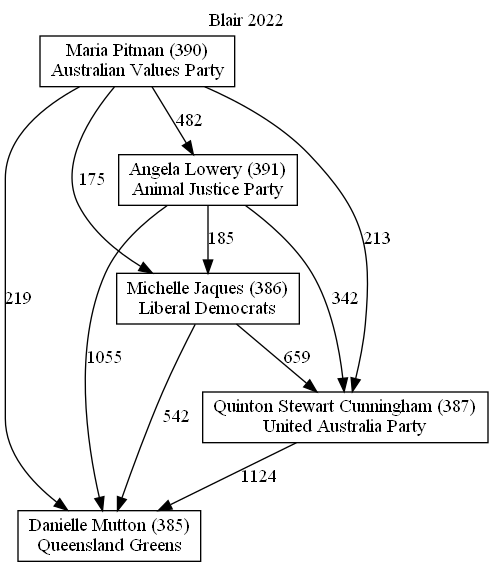 Blair 2022
Maria Pitman (390)
Australian Values Party
482
Angela Lowery (391)
Animal Justice Party
175
185
213
Michelle Jaques (386)
Liberal Democrats
219
342
1055
659
Quinton Stewart Cunningham (387)
United Australia Party
542
1124
Danielle Mutton (385)
Queensland Greens